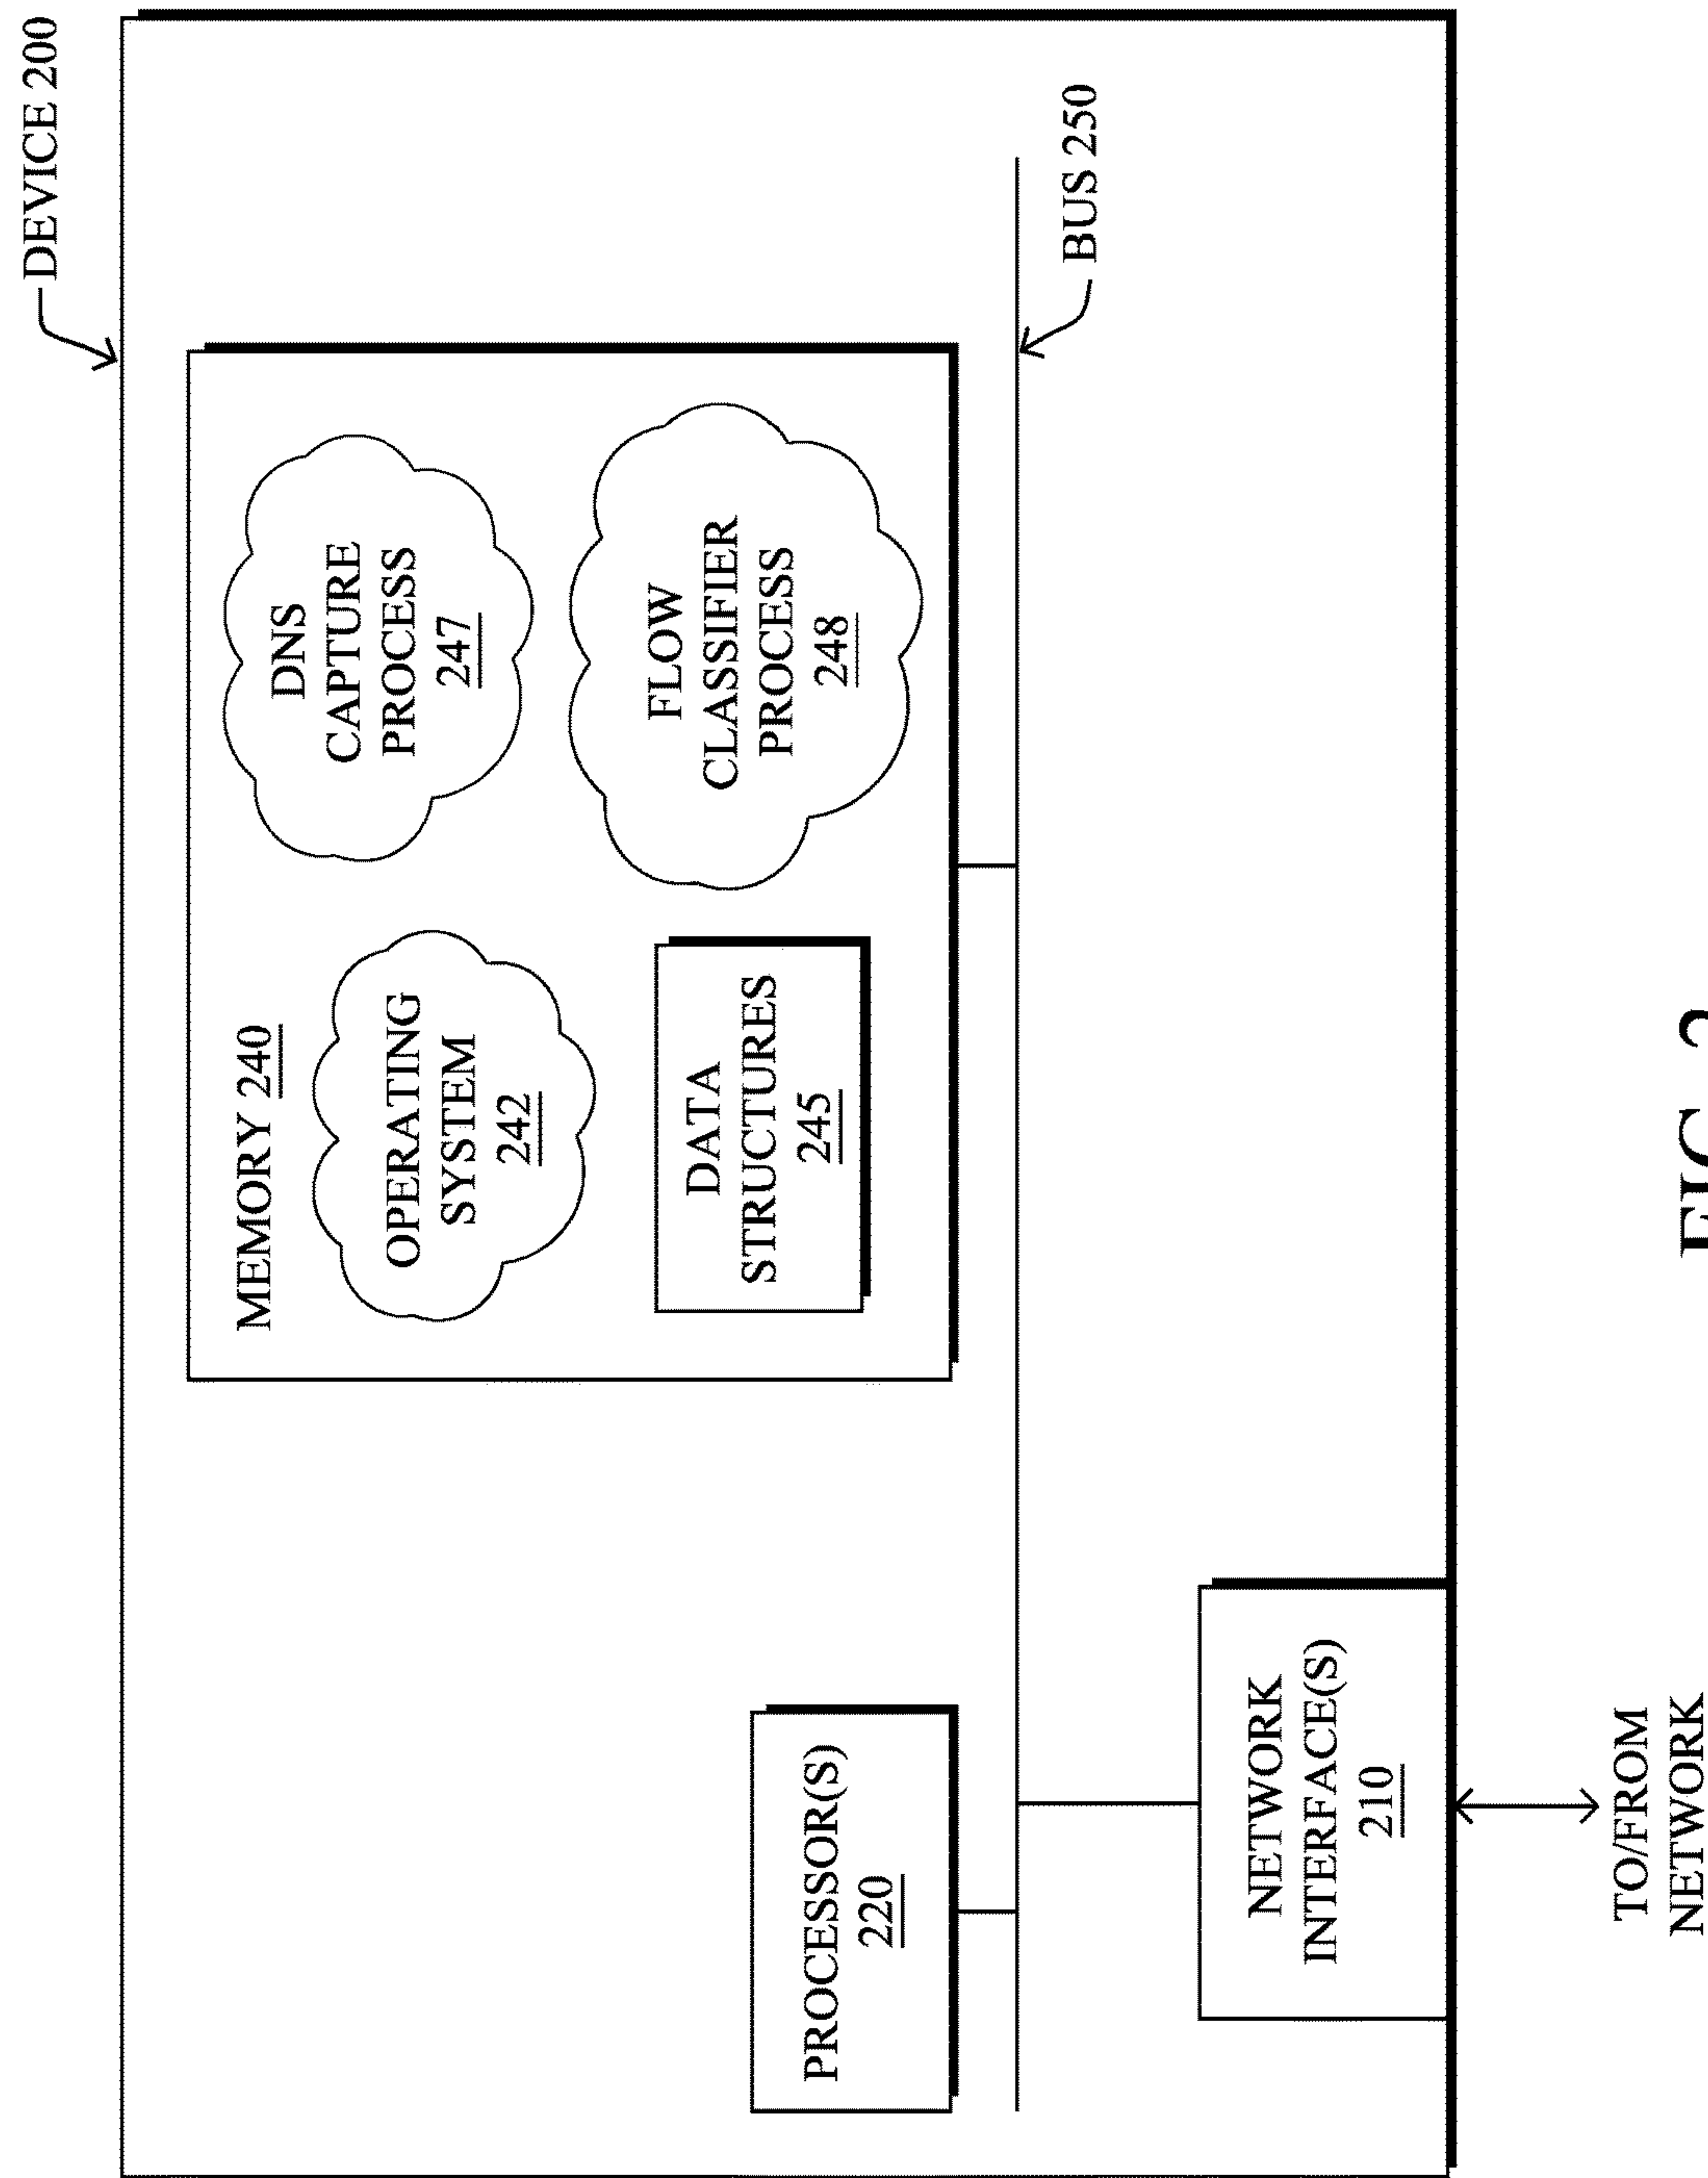 DEVICE 200
MEMORY 240
OPERATING
SYSTEM
242
DNS
CAPTURE
PROCESS
247
DATA
STRUCTURES
245
FLOW
CLASSIFIER
PROCESS
248
PROCESSOR(S)
220
BUS 250
NETWORK
INTERFACE(S)
210
TO/FROM
NETWORK
FIG. 2